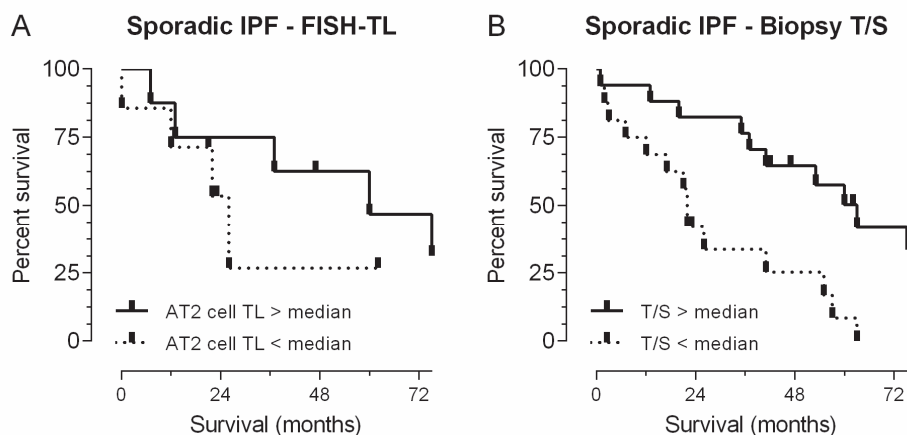 A
Sporadic IPF - FISH-TL
Percent survival
100
75
50
25
0
AT2 cell TL > median
AT2 cell TL < median
0
24
48
72
Survival (months)
B
Sporadic IPF - Biopsy T/S
Percent survival
100
75
50
25
0
T/S > median
T/S < median
0
24
48
72
Survival (months)